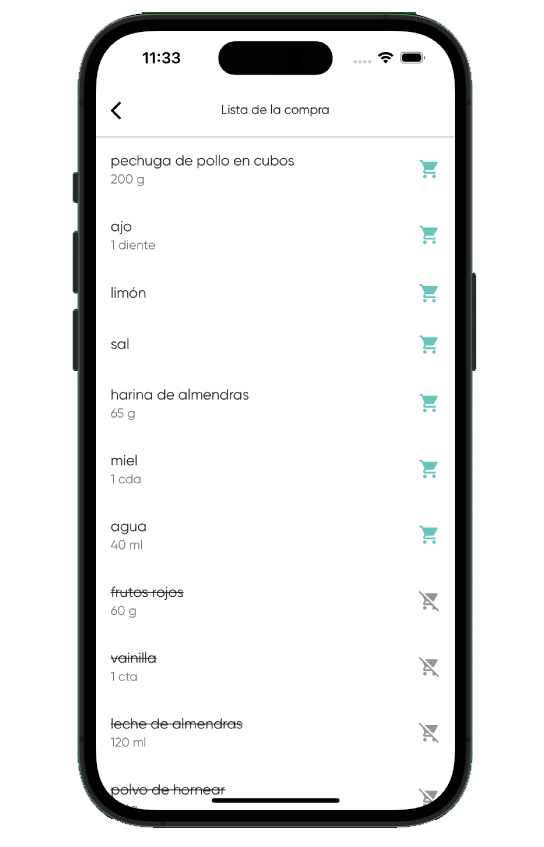 11:33
Lista de la compra
pechuga de pollo en cubos
200 g
ajo
1 diente
limón
sal
harina de almendras
65 g
miel
1 cda
agua
40 ml
frutos rojos
60 g
vainilla
1 cta
leche de almendras
120 ml
polvo de hornear